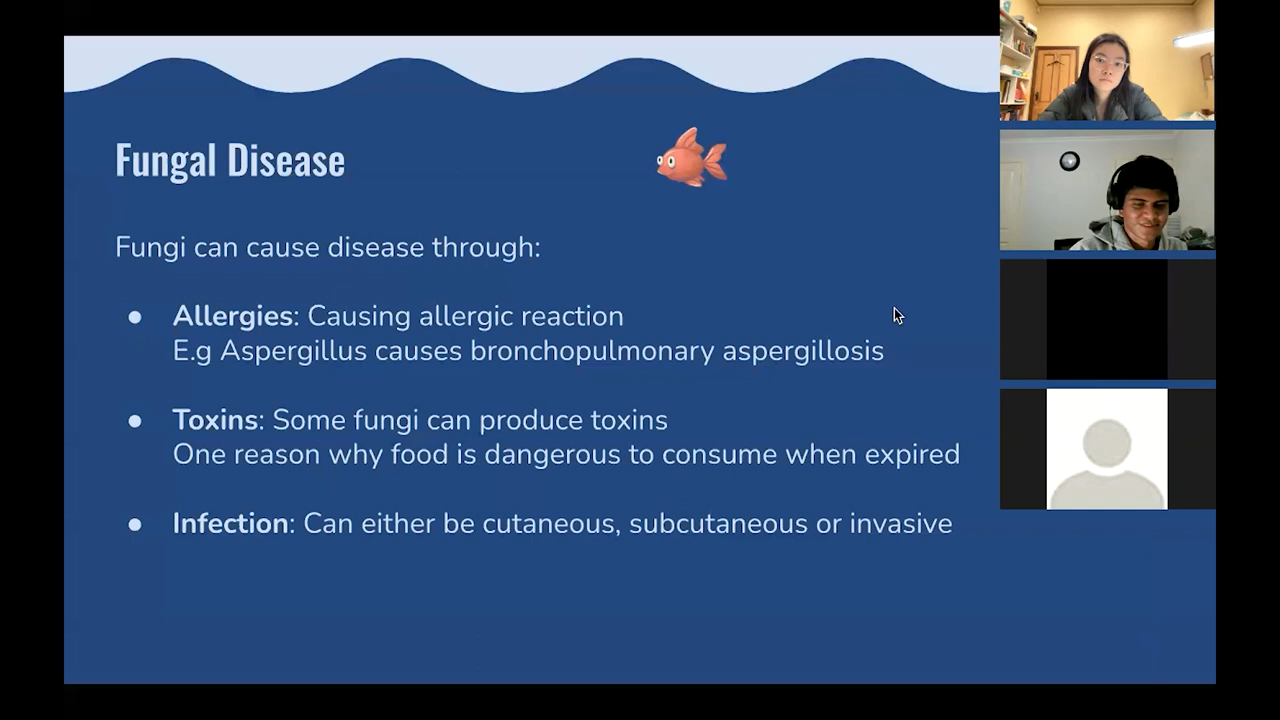 Fungal Disease
Fungi can cause disease through:
● Allergies: Causing allergic reaction
E.g Aspergillus causes bronchopulmonary aspergillosis
● Toxins: Some fungi can produce toxins
One reason why food is dangerous to consume when expired
● Infection: Can either be cutaneous, subcutaneous or invasive